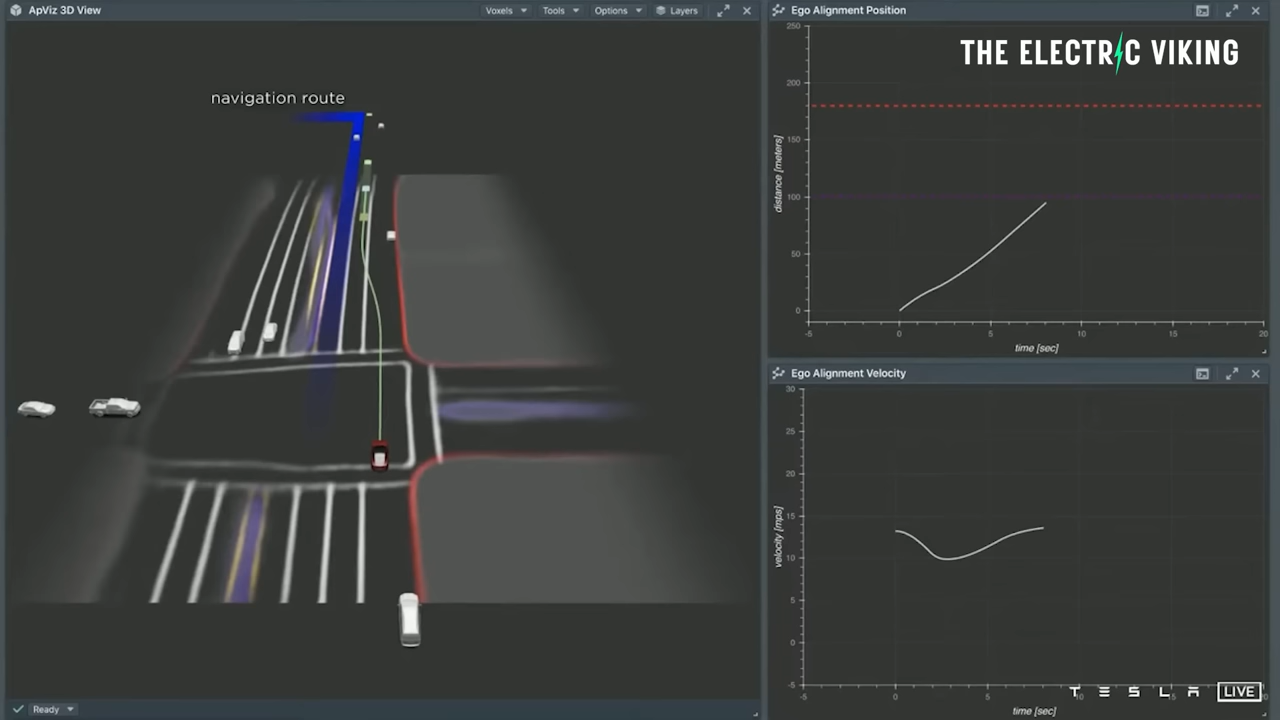 ApViz 3D View
Voxels
Tools
Options
Layers
navigation route
Ready
Ego Alignment Position
THE ELECTRIC VIKING
250
200
150
100
50
0
distance [meters]
-5
0
5
10
15
20
time [sec]
Ego Alignment Velocity
30
25
20
15
10
5
0
-5
velocity [mps]
-5
0
5
TESLA
LIVE
time [sec]